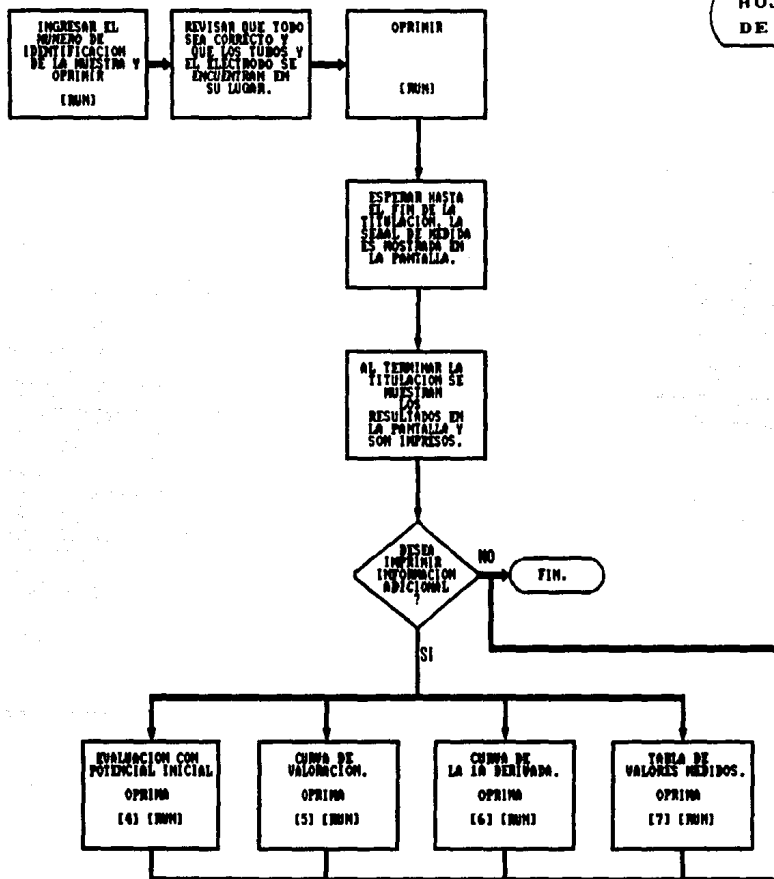 HOJ
DE
INGRESAR EL
NUMERO DE
IDENTIFICACION
DE LA MUESTRA Y
OPRIMIR
[RUN]
REVISAR QUE TODO
SEA CORRECTO Y
QUE LOS TUBOS Y
EL ELECTRODO SE
ENCUENTRAN EN
SU LUGAR.
OPRIMIR
[RUN]
ESPERAR HASTA
EL FIN DE LA
TITULACION. LA
SEÑAL DE MEDIDA
ES MOSTRADA EN
LA PANTALLA.
AL TERMINAR LA
TITULACION SE
MUESTRAN
LOS
RESULTADOS EN
LA PANTALLA Y
SON IMPRESOS.
DESEA
IMPRIMIR
INFORMACION
ADICIONAL
?
NO
FIN.
SI
EVALUACION CON
POTENCIAL INICIAL
OPRIMA
[4] [RUN]
CURVA DE
VALORACION.
OPRIMA
[5] [RUN]
CURVA DE
LA 1A DERIVADA.
OPRIMA
[6] [RUN]
TABLA DE
VALORES MEDIDOS.
OPRIMA
[7] [RUN]